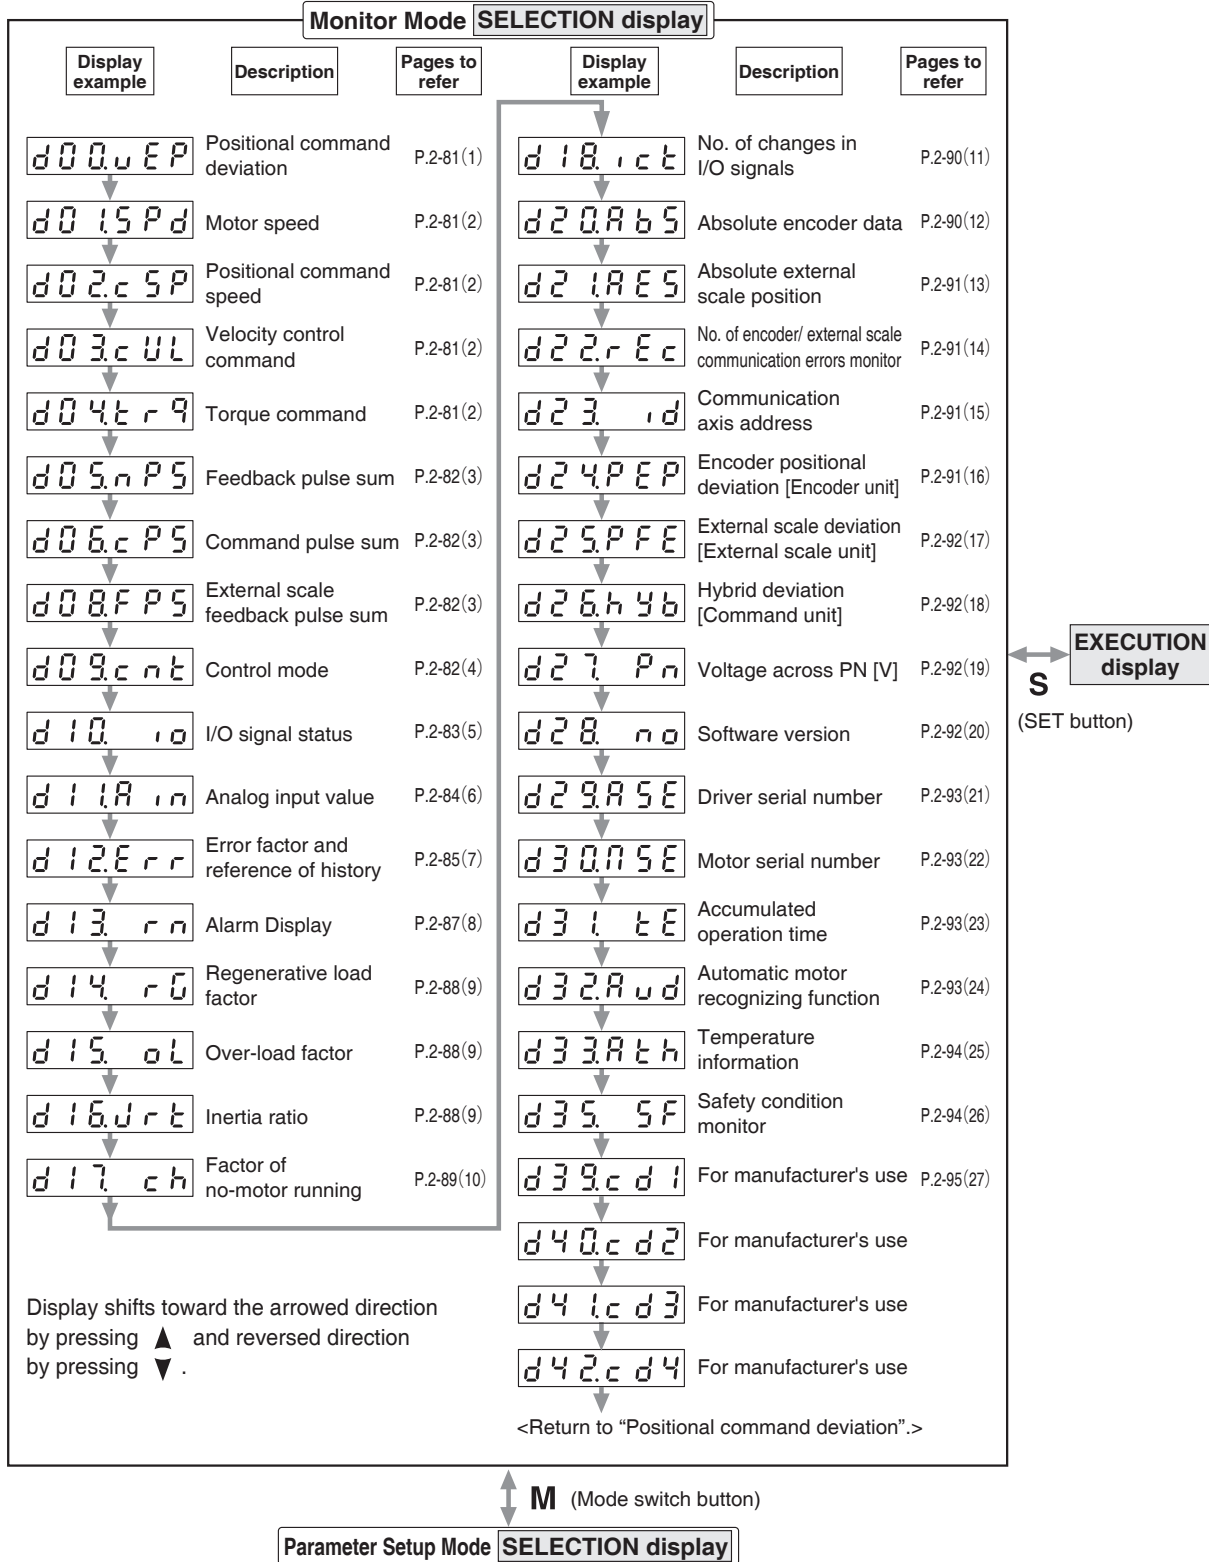 Monitor Mode SELECTION display
Display example
Description
Pages to refer
d00.uEP
Positional command deviation
P.2-81(1)
d01.SPd
Motor speed
P.2-81(2)
d02.cSP
Positional command speed
P.2-81(2)
d03.cUL
Velocity control command
P.2-81(2)
d04.trq
Torque command
P.2-81(2)
d05.nPS
Feedback pulse sum
P.2-82(3)
d06.cPS
Command pulse sum
P.2-82(3)
d08.FPS
External scale feedback pulse sum
P.2-82(3)
d09.cnt
Control mode
P.2-82(4)
d10. io
I/O signal status
P.2-83(5)
d11.Ain
Analog input value
P.2-84(6)
d12.Err
Error factor and reference of history
P.2-85(7)
d13. rn
Alarm Display
P.2-87(8)
d14. rG
Regenerative load factor
P.2-88(9)
d15. oL
Over-load factor
P.2-88(9)
d16.Jrt
Inertia ratio
P.2-88(9)
d17. ch
Factor of no-motor running
P.2-89(10)
Display example
Description
Pages to refer
d18.ict
No. of changes in I/O signals
P.2-90(11)
d20.AbS
Absolute encoder data
P.2-90(12)
d21.AES
Absolute external scale position
P.2-91(13)
d22.rEc
No. of encoder/ external scale communication errors monitor
P.2-91(14)
d23. id
Communication axis address
P.2-91(15)
d24.PEP
Encoder positional deviation [Encoder unit]
P.2-91(16)
d25.PFE
External scale deviation [External scale unit]
P.2-92(17)
d26.hyb
Hybrid deviation [Command unit]
P.2-92(18)
d27. Pn
Voltage across PN [V]
P.2-92(19)
d28. no
Software version
P.2-92(20)
d29.ASE
Driver serial number
P.2-93(21)
d30.MSE
Motor serial number
P.2-93(22)
d31. tE
Accumulated operation time
P.2-93(23)
d32.Aud
Automatic motor recognizing function
P.2-93(24)
d33.Ath
Temperature information
P.2-94(25)
d35. SF
Safety condition monitor
P.2-94(26)
d39.cd1
For manufacturer's use
P.2-95(27)
d40.cd2
For manufacturer's use
d41.cd3
For manufacturer's use
d42.cd4
For manufacturer's use
<Return to “Positional command deviation”.>
Display shifts toward the arrowed direction
by pressing ▲ and reversed direction
by pressing ▼ .
EXECUTION display
S
(SET button)
M (Mode switch button)
Parameter Setup Mode SELECTION display